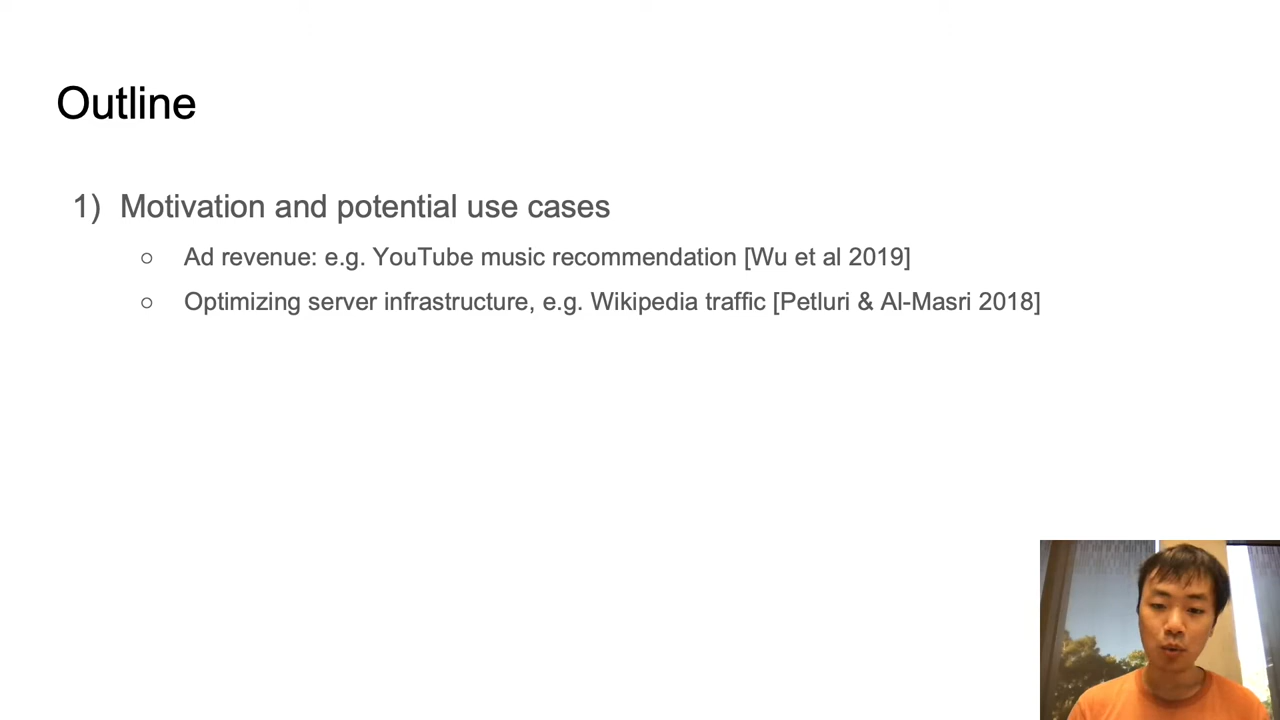 Outline
1) Motivation and potential use cases
○ Ad revenue: e.g. YouTube music recommendation [Wu et al 2019]
○ Optimizing server infrastructure, e.g. Wikipedia traffic [Petluri & Al-Masri 2018]